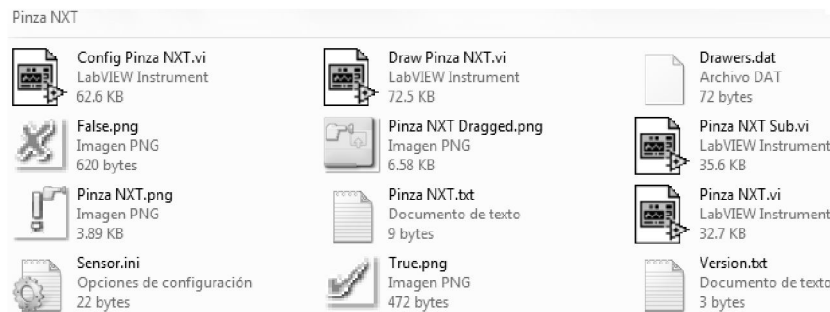 Pinza NXT
Config Pinza NXT.vi
LabVIEW Instrument
62.6 KB
Draw Pinza NXT.vi
LabVIEW Instrument
72.5 KB
Drawers.dat
Archivo DAT
72 bytes
False.png
Imagen PNG
620 bytes
Pinza NXT Dragged.png
Imagen PNG
6.58 KB
Pinza NXT Sub.vi
LabVIEW Instrument
35.6 KB
Pinza NXT.png
Imagen PNG
3.89 KB
Pinza NXT.txt
Documento de texto
9 bytes
Pinza NXT.vi
LabVIEW Instrument
32.7 KB
Sensor.ini
Opciones de configuración
22 bytes
True.png
Imagen PNG
472 bytes
Version.txt
Documento de texto
3 bytes